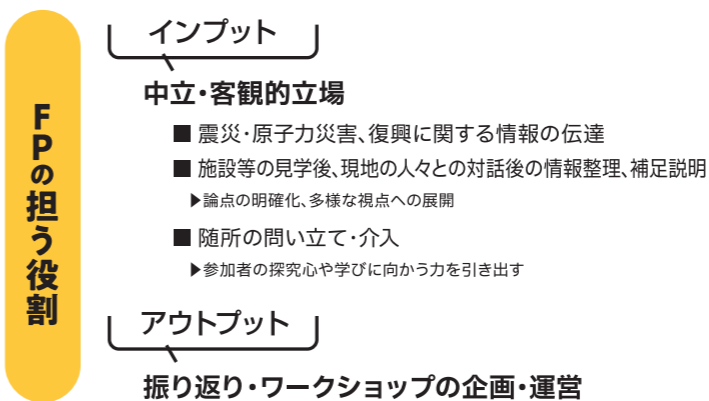 FPの担う役割
インプット
中立・客観的立場
■ 震災・原子力災害、復興に関する情報の伝達
■ 施設等の見学後、現地の人々との対話後の情報整理、補足説明
▶論点の明確化、多様な視点への展開
■ 随所の問い立て・介入
▶参加者の探究心や学びに向かう力を引き出す
アウトプット
振り返り・ワークショップの企画・運営